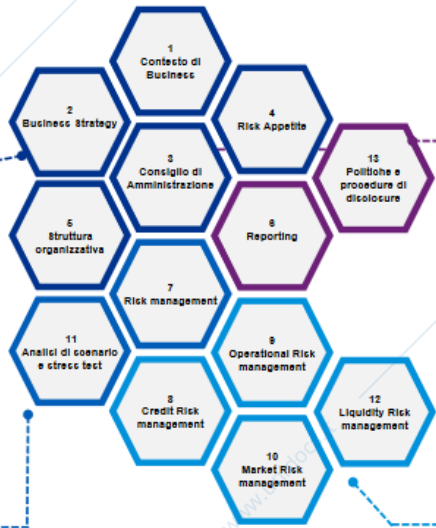 1
Contesto di
Business
2
Business Strategy
4
Risk Appetite
3
Consiglio di
Amministrazione
13
Politiche e
procedure di
disclosure
5
Struttura
organizzativa
6
Reporting
7
Risk management
11
Analisi di scenario
e stress test
9
Operational Risk
management
8
Credit Risk
management
12
Liquidity Risk
management
10
Market Risk
management